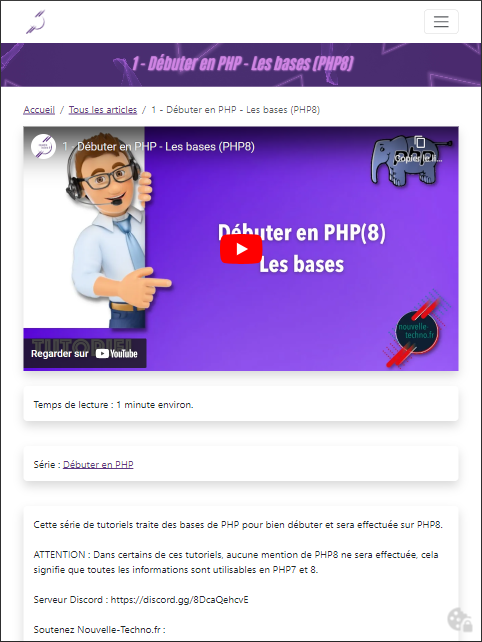 1 - Débuter en PHP - Les bases (PHP8)
Accueil / Tous les articles / 1 - Débuter en PHP - Les bases (PHP8)
1 - Débuter en PHP - Les bases (PHP8)
Copier le li...
php
Débuter en PHP(8)
Les bases
nouvelle-
techno.fr
TUTORIEL
Regarder sur YouTube
Temps de lecture : 1 minute environ.
Série : Débuter en PHP
Cette série de tutoriels traite des bases de PHP pour bien débuter et sera effectuée sur PHP8.
ATTENTION : Dans certains de ces tutoriels, aucune mention de PHP8 ne sera effectuée, cela
signifie que toutes les informations sont utilisables en PHP7 et 8.
Serveur Discord : https://discord.gg/8DcaQehcvE
Soutenez Nouvelle-Techno.fr :